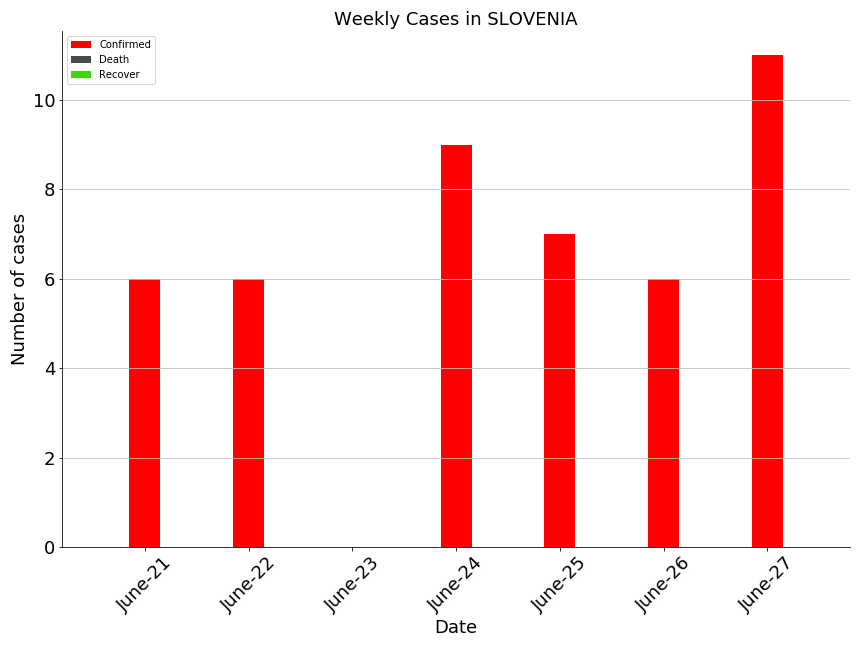 Weekly Cases in SLOVENIA
Confirmed
Death
Recover
Number of cases
10
8
6
4
2
0
June-21
June-22
June-23
June-24
June-25
June-26
June-27
Date